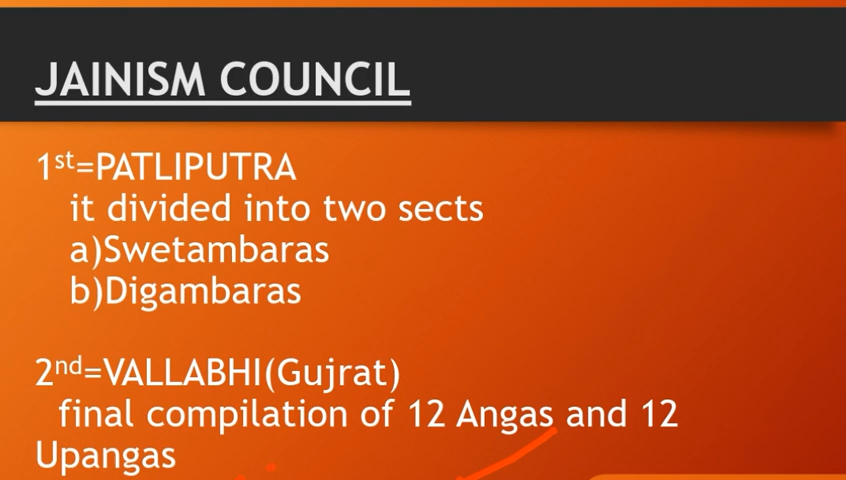 JAINISM COUNCIL
1st=PATLIPUTRA
it divided into two sects
a)Swetambaras
b)Digambaras
2nd=VALLABHI(Gujrat)
final compilation of 12 Angas and 12
Upangas